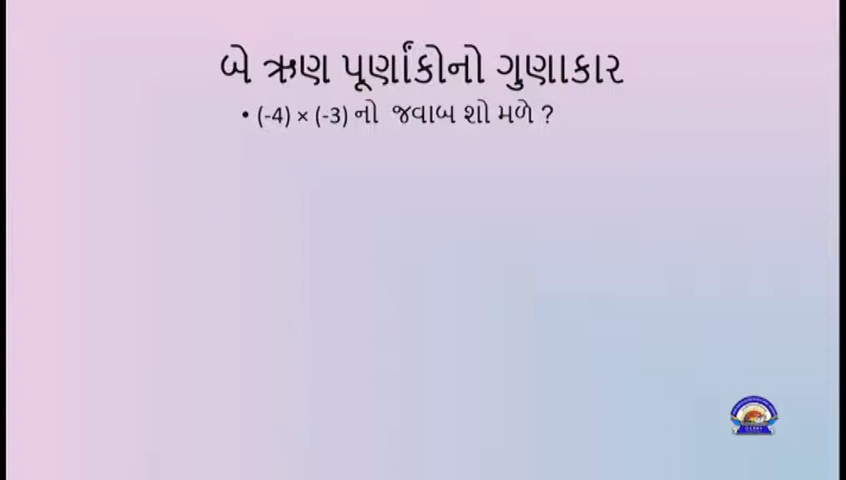 બે ઋણ પૂર્ણાંકોનો ગુણાકાર
• (-4) × (-3) નો જવાબ શો મળે ?